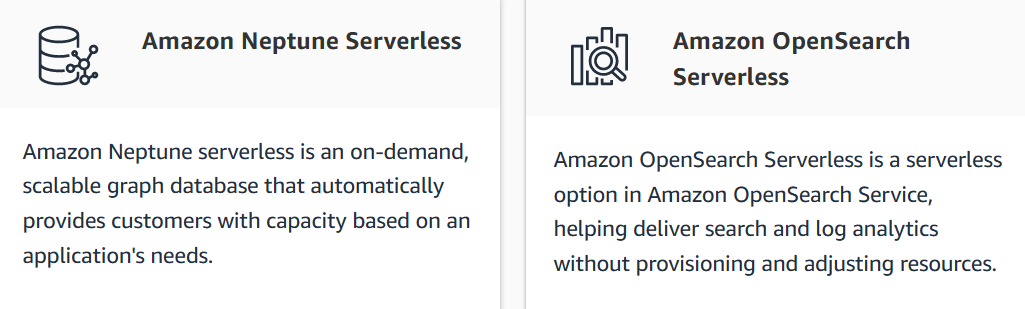 Amazon Neptune Serverless
Amazon Neptune serverless is an on-demand,
scalable graph database that automatically
provides customers with capacity based on an
application's needs.
Amazon OpenSearch
Serverless
Amazon OpenSearch Serverless is a serverless
option in Amazon OpenSearch Service,
helping deliver search and log analytics
without provisioning and adjusting resources.